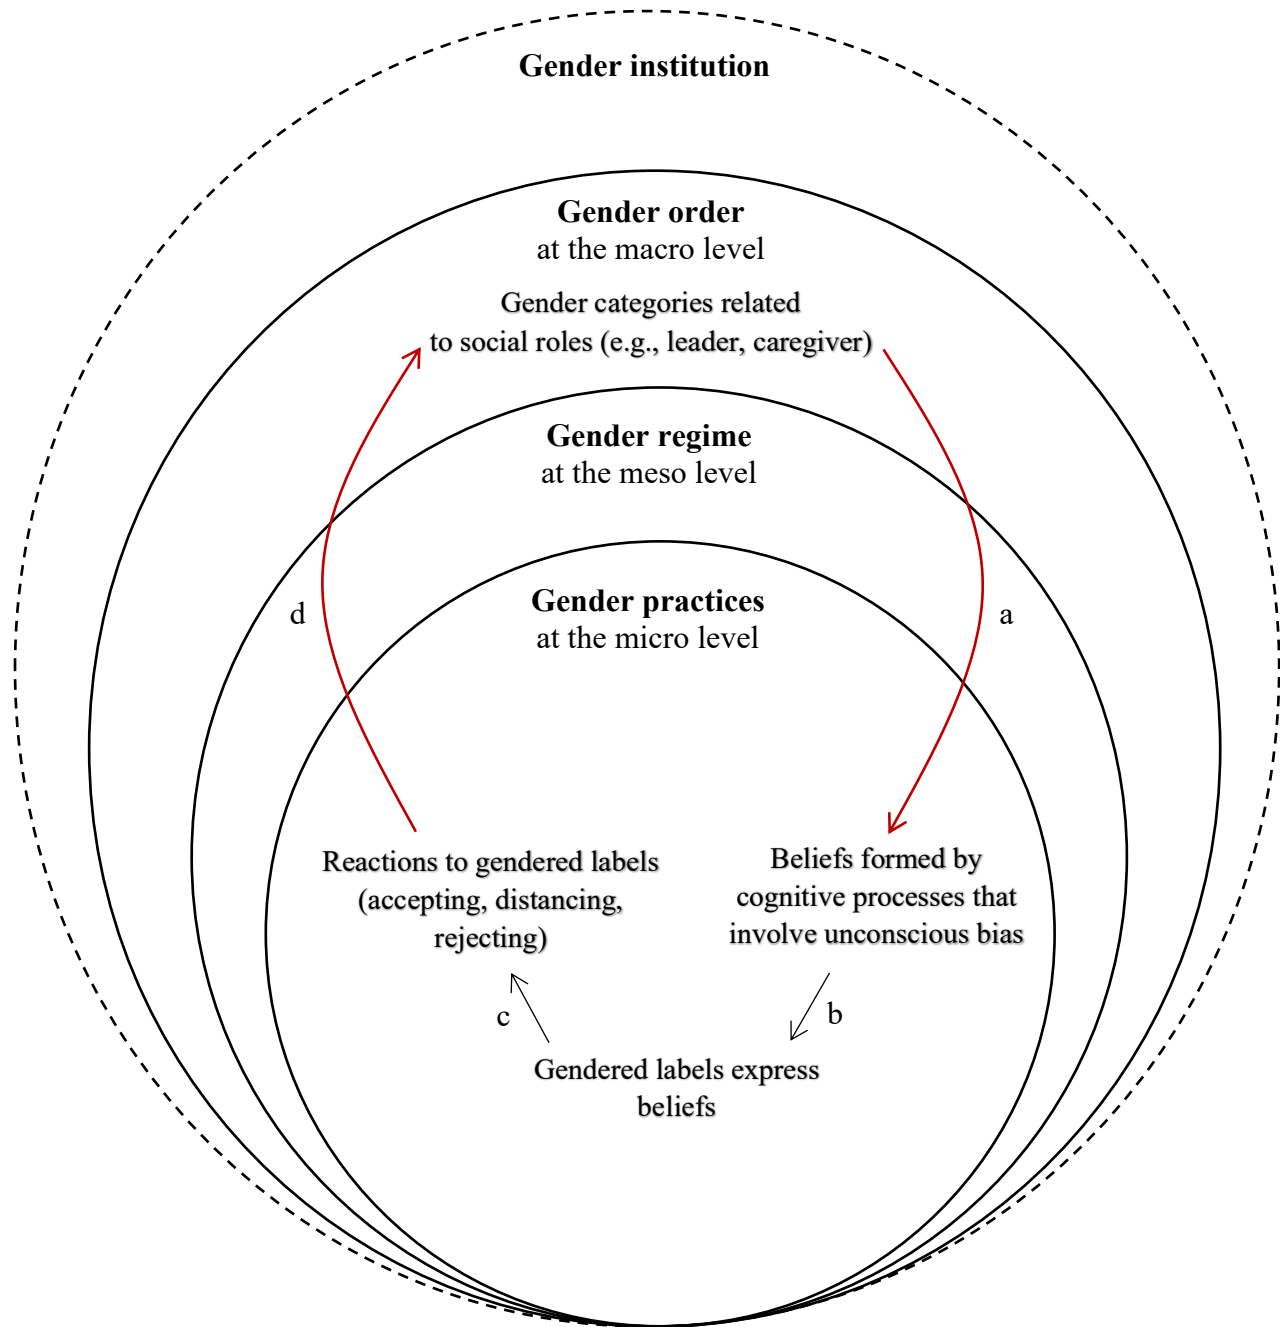 Gender institution
Gender order
at the macro level
Gender categories related
to social roles (e.g., leader, caregiver)
Gender regime
at the meso level
Gender practices
at the micro level
d
a
Reactions to gendered labels
(accepting, distancing,
rejecting)
Beliefs formed by
cognitive processes that
involve unconscious bias
c
b
Gendered labels express
beliefs